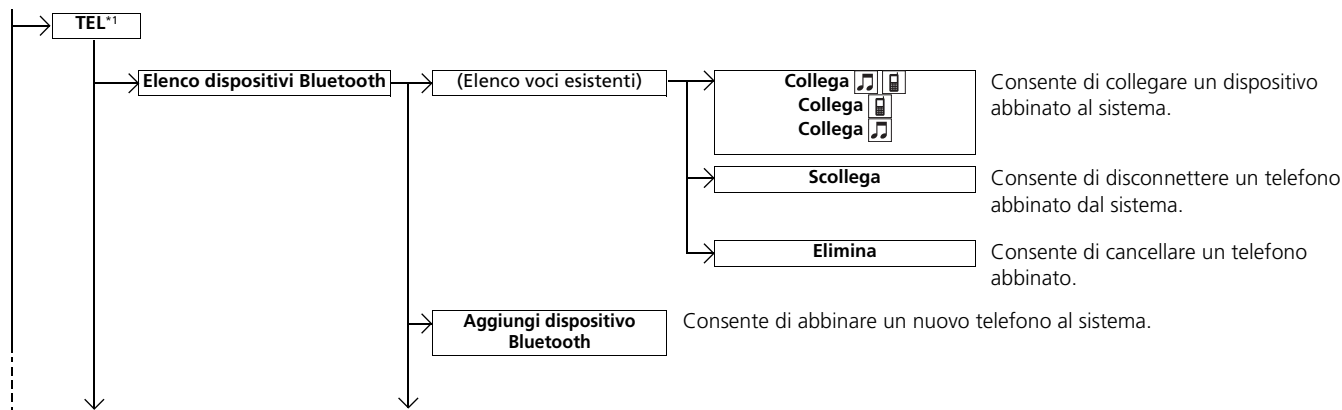 TEL*1
Elenco dispositivi Bluetooth
(Elenco voci esistenti)
Collega
Collega
Collega
Consente di collegare un dispositivo
abbinato al sistema.
Scollega
Consente di disconnettere un telefono
abbinato dal sistema.
Elimina
Consente di cancellare un telefono
abbinato.
Aggiungi dispositivo
Bluetooth
Consente di abbinare un nuovo telefono al sistema.